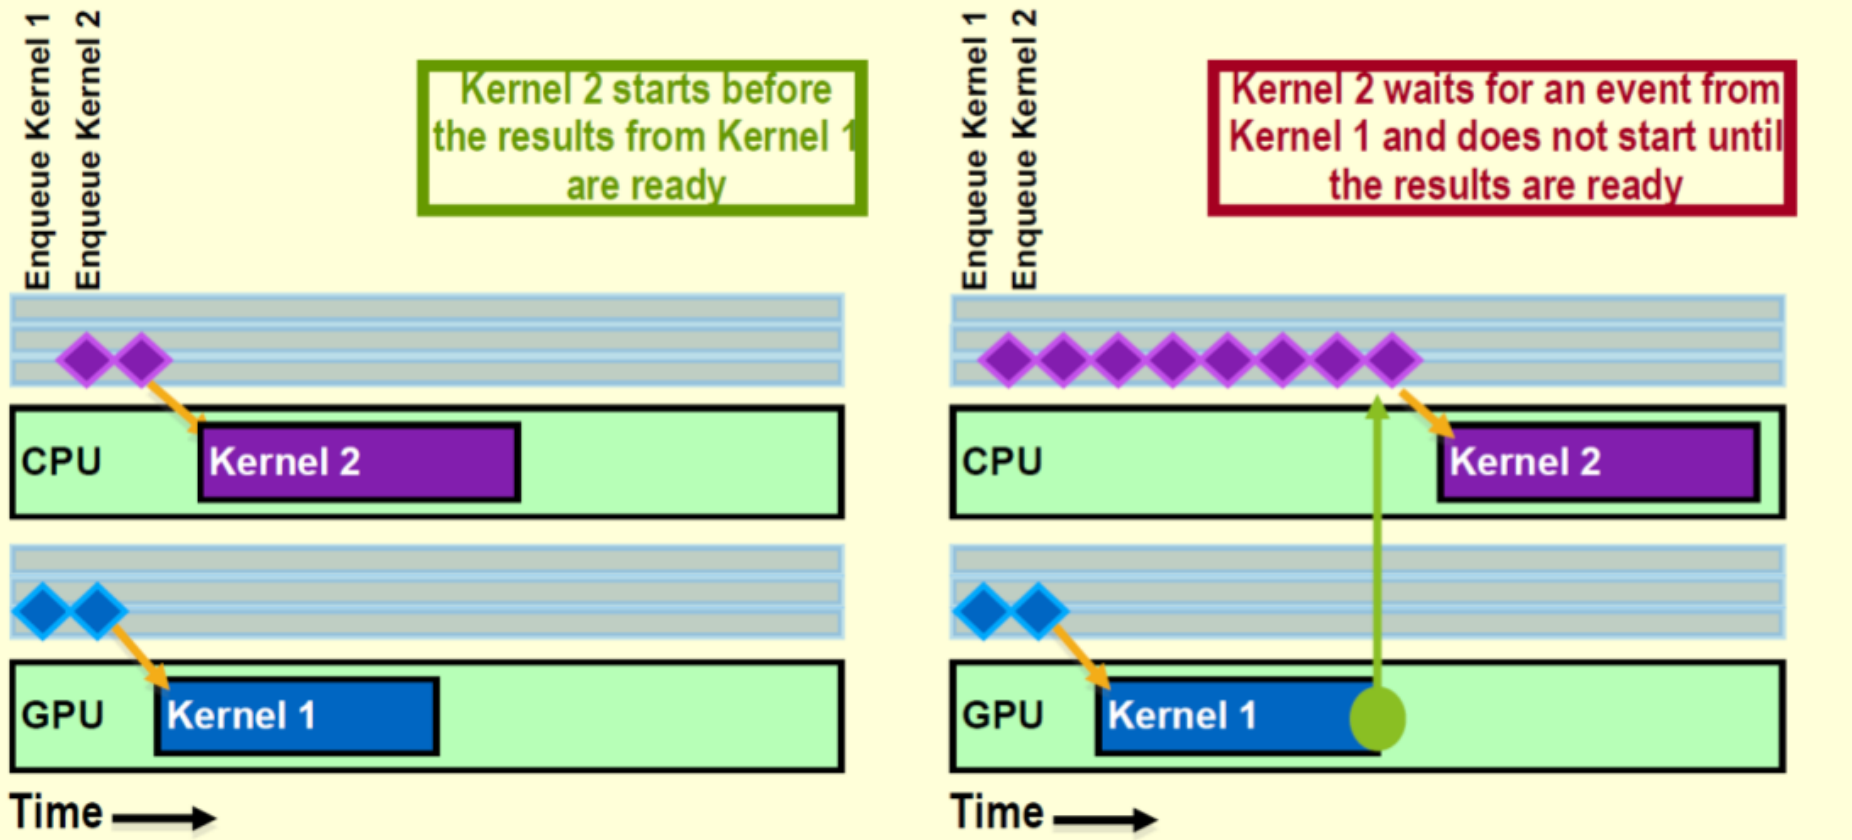 Enqueue Kernel 1
Enqueue Kernel 2
Kernel 2 starts before
the results from Kernel 1
are ready
CPU
Kernel 2
GPU
Kernel 1
Time
Enqueue Kernel 1
Enqueue Kernel 2
Kernel 2 waits for an event from
Kernel 1 and does not start until
the results are ready
CPU
Kernel 2
GPU
Kernel 1
Time